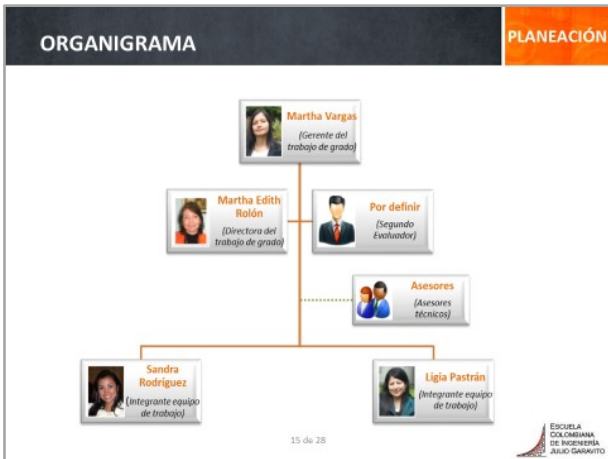 ORGANIGRAMA
PLANEACIÓN
Martha Vargas
(Gerente del
trabajo de grado)
Martha Edith
Rolón
(Directora del
trabajo de grado)
Por definir
(Segundo
Evaluador)
Asesores
(Asesores
técnicos)
Sandra
Rodríguez
(Integrante equipo
de trabajo)
Ligia Pastrán
(Integrante equipo
de trabajo)
15 de 28
ESCUELA
COLOMBIANA
DE INGENIERÍA
JULIO GARAVITO